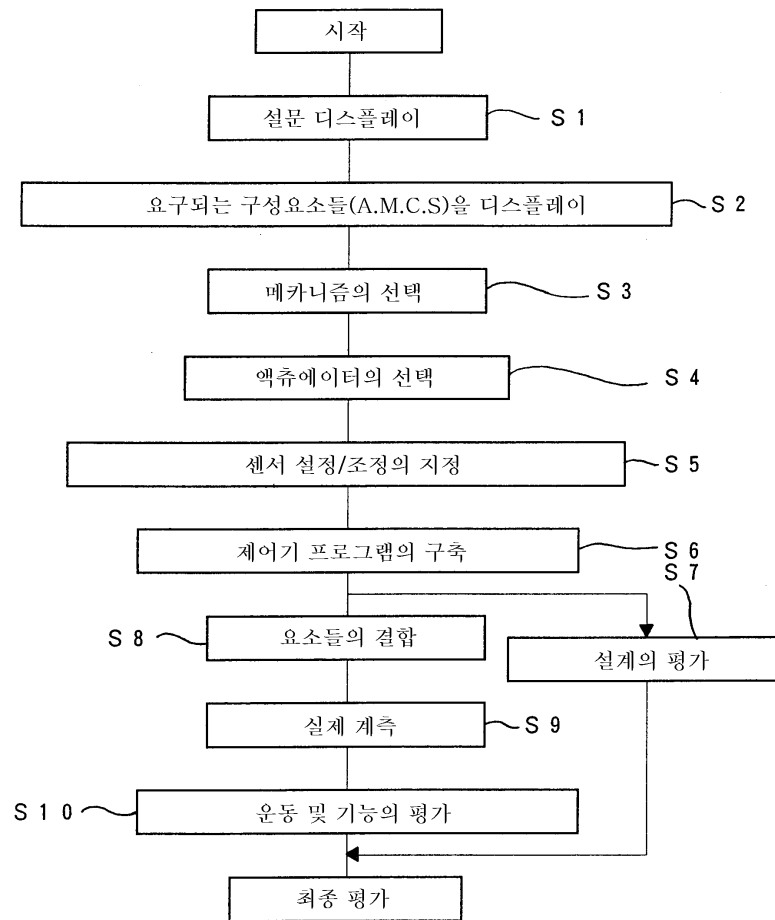 시작
설문 디스플레이
S 1
요구되는 구성요소들(A.M.C.S)을 디스플레이
S 2
메카니즘의 선택
S 3
액츄에이터의 선택
S 4
센서 설정/조정의 지정
S 5
제어기 프로그램의 구축
S 6
S 7
S 8
요소들의 결합
설계의 평가
실제 계측
S 9
S 1 0
운동 및 기능의 평가
최종 평가